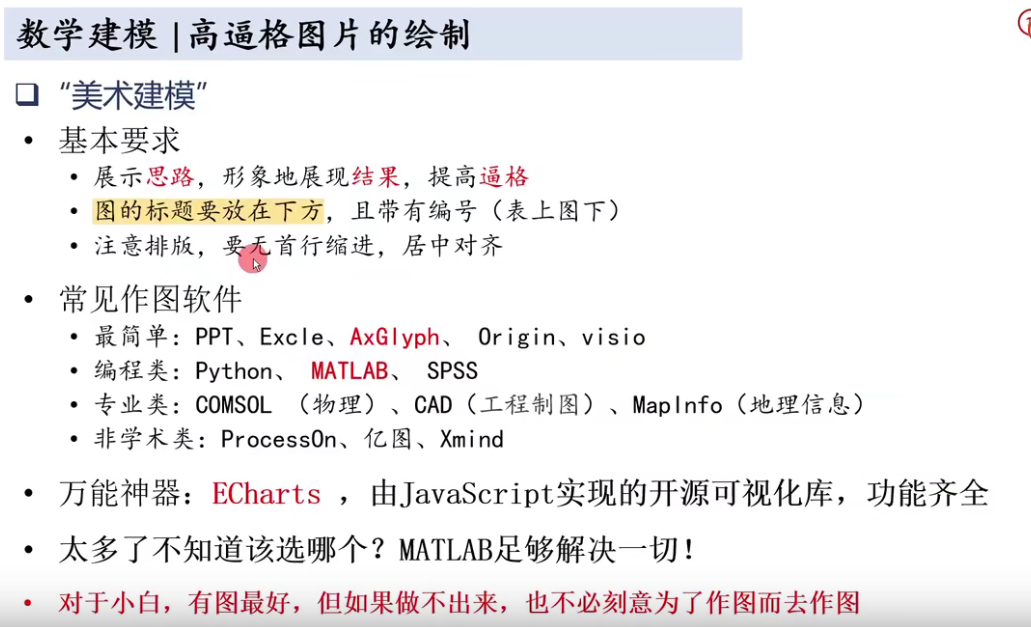 数学建模 |高逼格图片的绘制
“美术建模”
• 基本要求
• 展示思路，形象地展现结果，提高逼格
• 图的标题要放在下方，且带有编号（表上图下）
• 注意排版，要无首行缩进，居中对齐
• 常见作图软件
• 最简单：PPT、Excle、AxGlyph、 Origin、visio
• 编程类：Python、 MATLAB、 SPSS
• 专业类：COMSOL （物理）、CAD（工程制图）、MapInfo（地理信息）
• 非学术类：ProcessOn、亿图、Xmind
• 万能神器：ECharts ，由JavaScript实现的开源可视化库，功能齐全
• 太多了不知道该选哪个？MATLAB足够解决一切！
• 对于小白，有图最好，但如果做不出来，也不必刻意为了作图而去作图